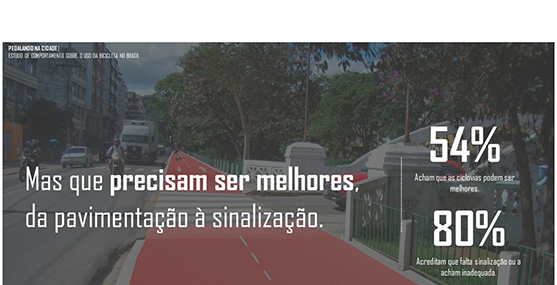 PEDALANDO NA CIDADE |
ESTUDO DE COMPORTAMENTO SOBRE O USO DA BICICLETA NO BRASIL
Mas que precisam ser melhores,
da pavimentação à sinalização.
54%
Acham que as ciclovias podem ser
melhores.
80%
Acreditam que falta sinalização ou a
acham inadequada.